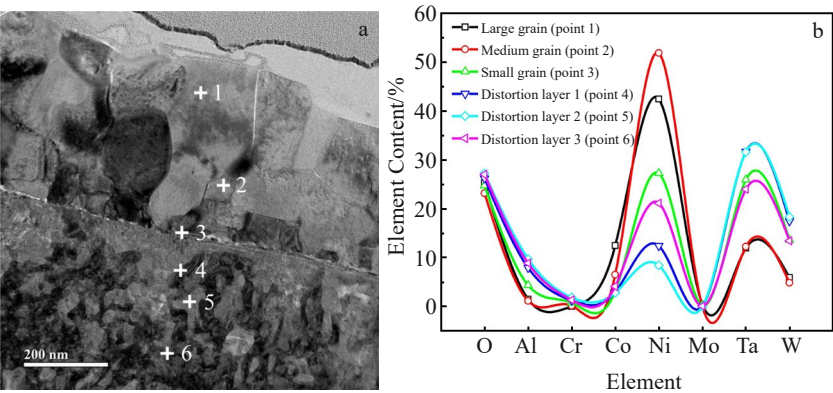 a
1
2
3
4
5
6
200 nm
b
60
50
40
30
20
10
0
Element Content/%
Large grain (point 1)
Medium grain (point 2)
Small grain (point 3)
Distortion layer 1 (point 4)
Distortion layer 2 (point 5)
Distortion layer 3 (point 6)
O Al Cr Co Ni Mo Ta W
Element